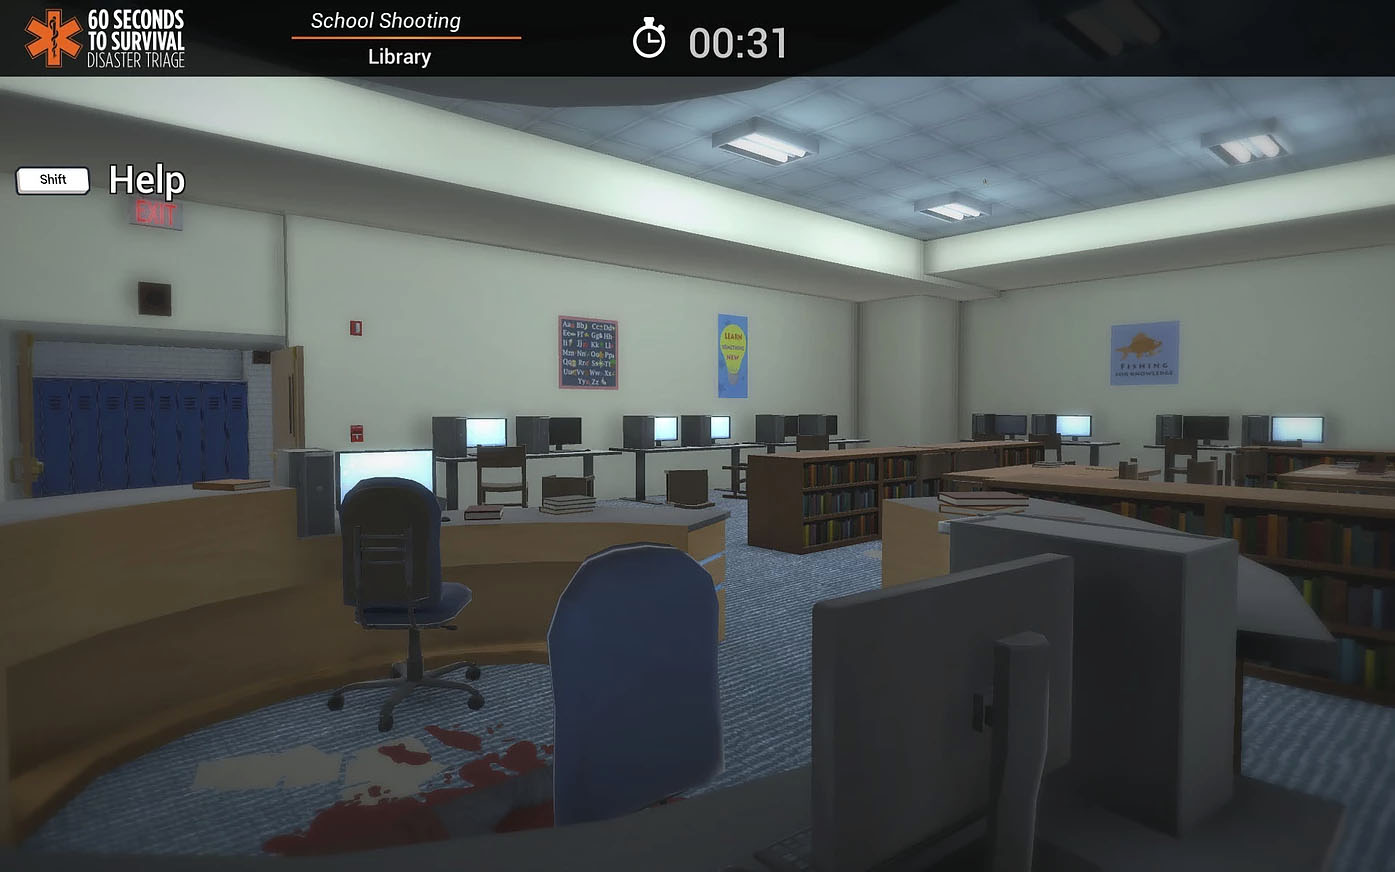 60 SECONDS
TO SURVIVAL
DISASTER TRIAGE
School Shooting
Library
00:31
Shift
Help
EXIT
LEARN
SOMETHING
NEW
FISHING
FOR KNOWLEDGE